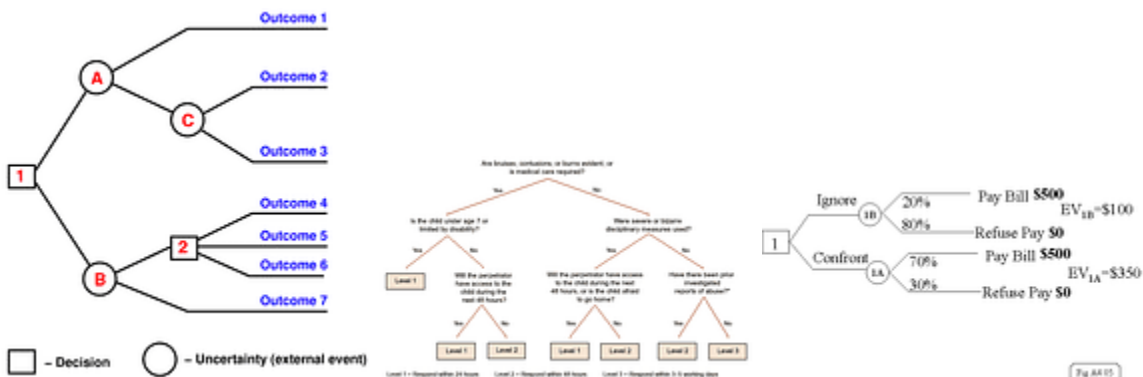 Outcome 1
Outcome 2
Outcome 3
Outcome 4
Outcome 5
Outcome 6
Outcome 7
A
C
1
2
B
– Decision
– Uncertainty (external event)
Are bruises, contusions, or burns evident, or
is medical care required?
Yes
No
Is the child under age 7 or
limited by disability?
Were severe or bizarre
disciplinary measures used?
Yes
No
Yes
No
Level 1
Will the perpetrator
have access to the
child during the
next 48 hours?
Will the perpetrator have access
to the child during the next
48 hours, or is the child afraid
to go home?
Have there been prior
investigated
reports of abuse?*
Yes
No
Yes
No
Yes
No
Level 1
Level 2
Level 1
Level 2
Level 2
Level 3
Level 1 = Respond within 24 hours
Level 2 = Respond within 48 hours
Level 3 = Respond within 3-5 working days
1
Ignore
1B
20%
80%
Pay Bill $500
Refuse Pay $0
EV1B=$100
Confront
1A
70%
30%
Pay Bill $500
Refuse Pay $0
EV1A=$350